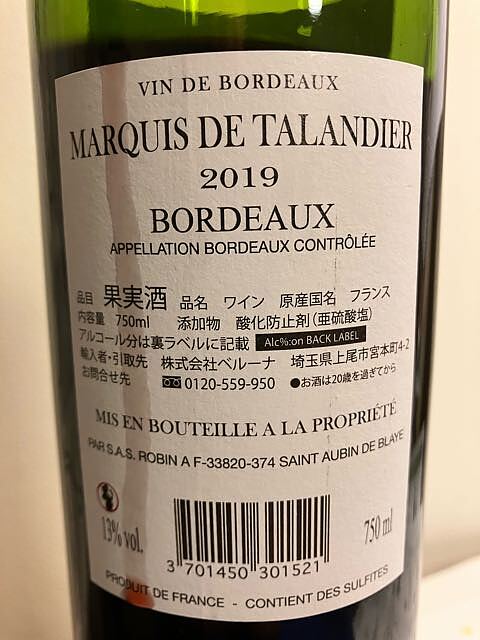 VIN DE BORDEAUX
MARQUIS DE TALANDIER
2019
BORDEAUX
APPELLATION BORDEAUX CONTRÔLÉE
品目 果実酒 品名 ワイン 原産国名 フランス
内容量 750ml 添加物 酸化防止剤(亜硫酸塩)
アルコール分は裏ラベルに記載 Alc%:on BACK LABEL
輸入者・引取先 株式会社ベルーナ 埼玉県上尾市宮本町4-2
お問合せ先 0120-559-950 ●お酒は20歳を過ぎてから
MIS EN BOUTEILLE A LA PROPRIÉTÉ
PAR S.A.S. ROBIN A F-33820-374 SAINT AUBIN DE BLAYE
13% vol. 750 ml
3 701450 301521
PRODUIT DE FRANCE - CONTIENT DES SULFITES